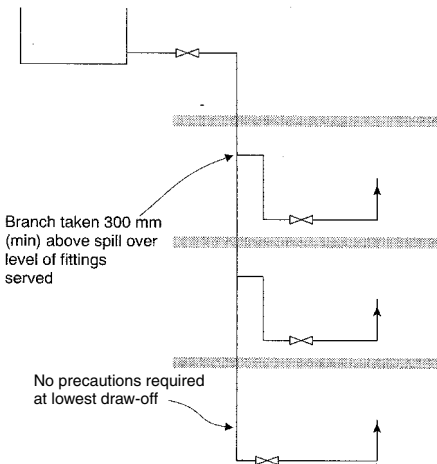 Branch taken 300 mm
(min) above spill over
level of fittings
served
No precautions required
at lowest draw-off